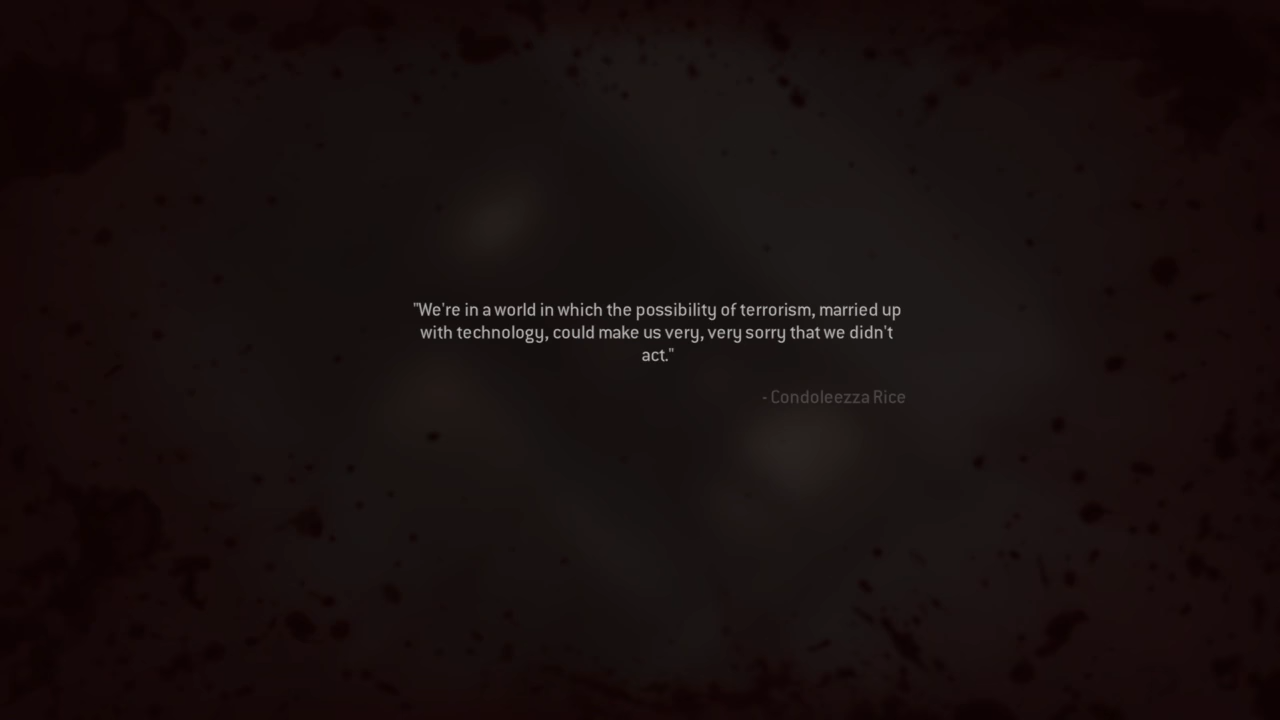 "We're in a world in which the possibility of terrorism, married up
with technology, could make us very, very sorry that we didn't
act."
- Condoleezza Rice